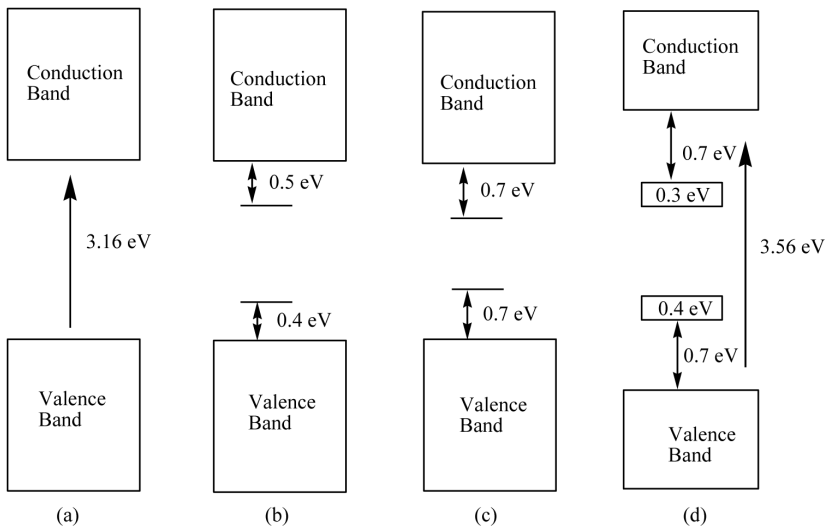 Conduction
Band
3.16 eV
Valence
Band
(a)
Conduction
Band
0.5 eV
0.4 eV
Valence
Band
(b)
Conduction
Band
0.7 eV
0.7 eV
Valence
Band
(c)
Conduction
Band
0.7 eV
0.3 eV
3.56 eV
0.4 eV
0.7 eV
Valence
Band
(d)